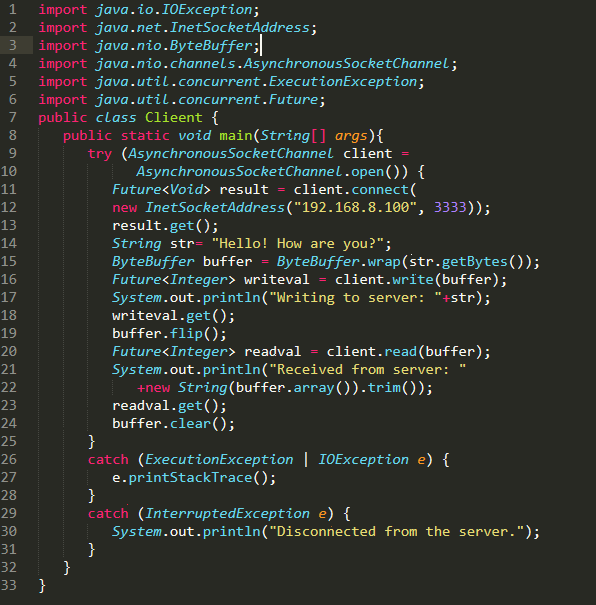 1 import java.io.IOException;
2 import java.net.InetSocketAddress;
3 import java.nio.ByteBuffer;
4 import java.nio.channels.AsynchronousSocketChannel;
5 import java.util.concurrent.ExecutionException;
6 import java.util.concurrent.Future;
7 public class Clieent {
8    public static void main(String[] args){
9       try (AsynchronousSocketChannel client =
10            AsynchronousSocketChannel.open()) {
11         Future<Void> result = client.connect(
12         new InetSocketAddress("192.168.8.100", 3333));
13         result.get();
14         String str= "Hello! How are you?";
15         ByteBuffer buffer = ByteBuffer.wrap(str.getBytes());
16         Future<Integer> writeval = client.write(buffer);
17         System.out.println("Writing to server: "+str);
18         writeval.get();
19         buffer.flip();
20         Future<Integer> readval = client.read(buffer);
21         System.out.println("Received from server: "
22            +new String(buffer.array()).trim());
23         readval.get();
24         buffer.clear();
25      }
26      catch (ExecutionException | IOException e) {
27         e.printStackTrace();
28      }
29      catch (InterruptedException e) {
30         System.out.println("Disconnected from the server.");
31      }
32   }
33 }